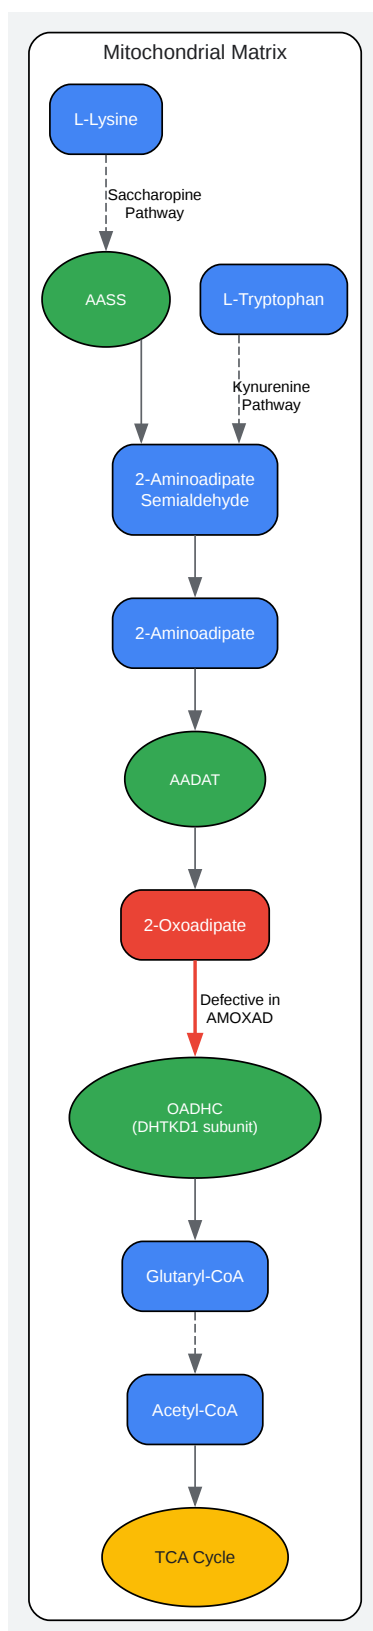 Mitochondrial Matrix
L-Lysine
Saccharopine
Pathway
AASS
L-Tryptophan
Kynurenine
Pathway
2-Aminoadipate
Semialdehyde
2-Aminoadipate
AADAT
2-Oxoadipate
Defective in
AMOXAD
OADHC
(DHTKD1 subunit)
Glutaryl-CoA
Acetyl-CoA
TCA Cycle